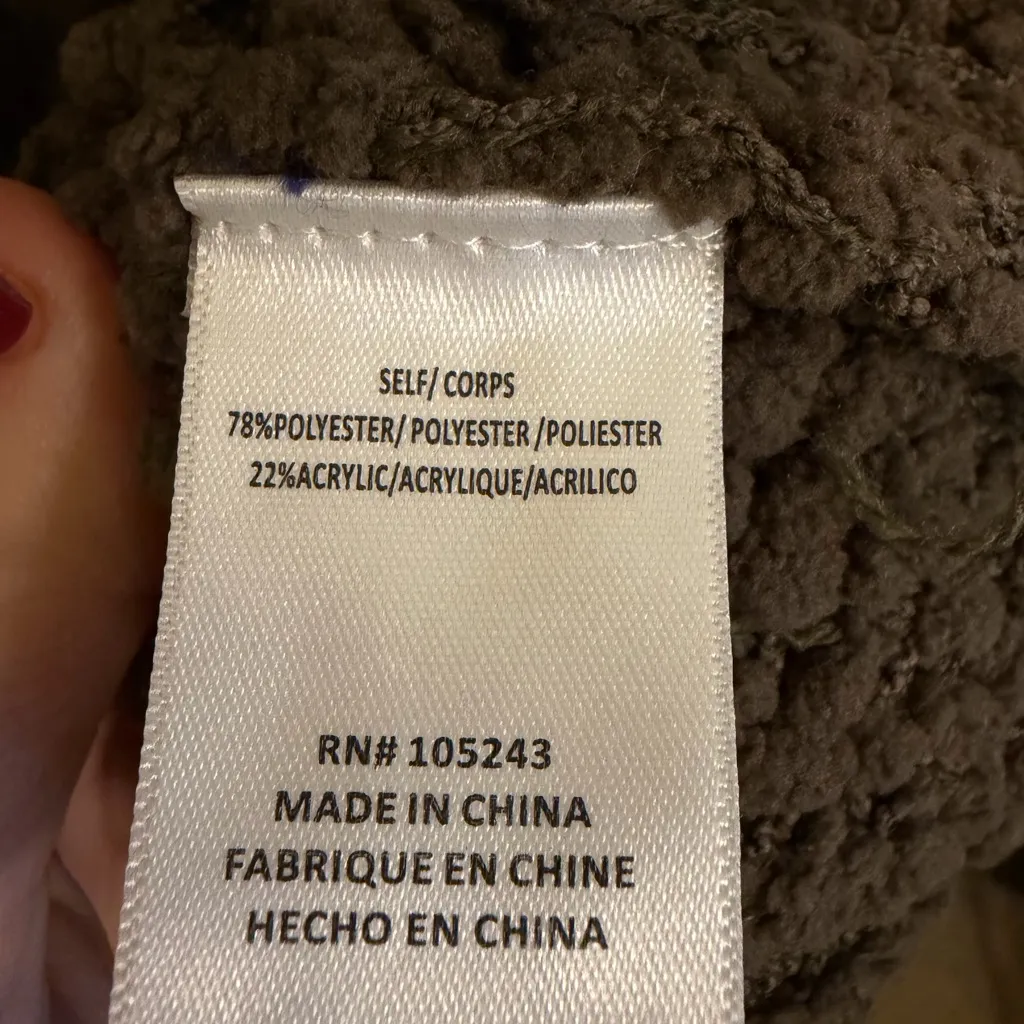 SELF/ CORPS
78%POLYESTER/ POLYESTER /POLIESTER
22%ACRYLIC/ACRYLIQUE/ACRILICO
RN# 105243
MADE IN CHINA
FABRIQUE EN CHINE
HECHO EN CHINA